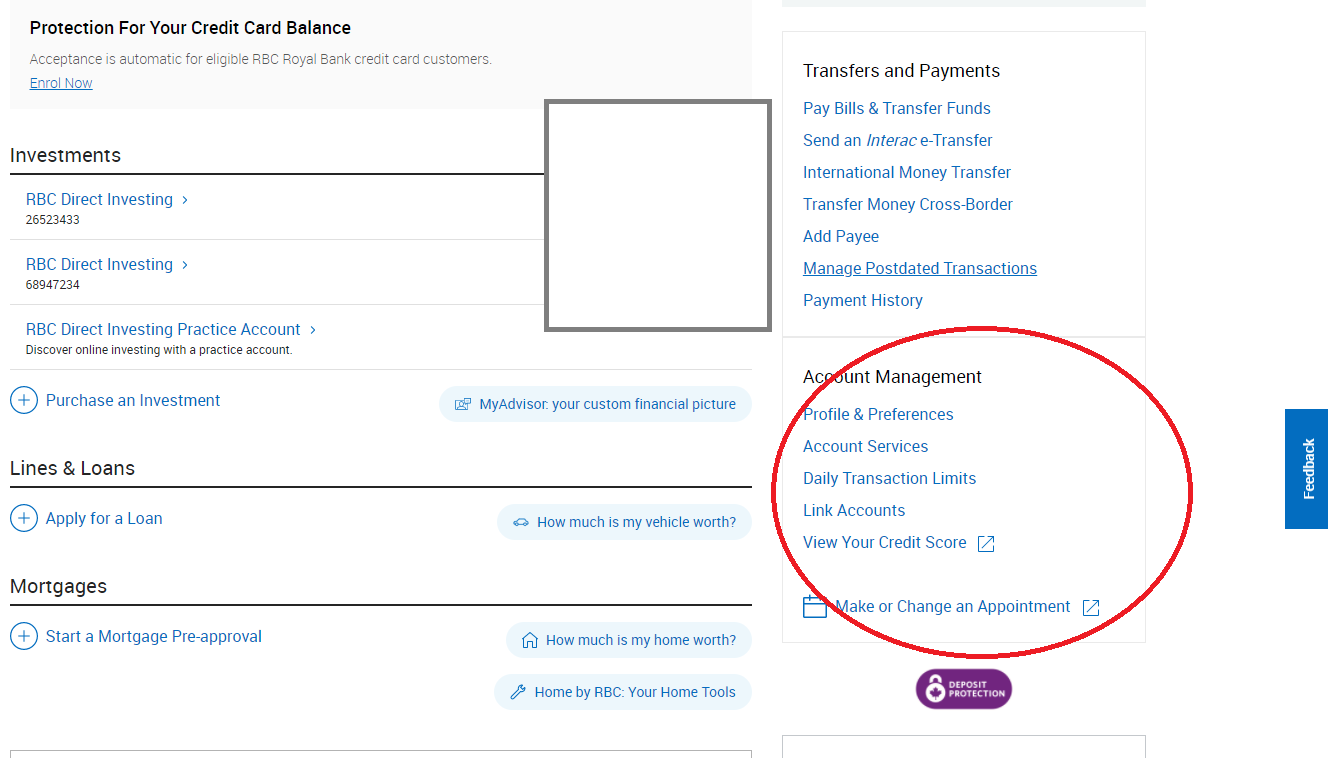 Protection For Your Credit Card Balance
Acceptance is automatic for eligible RBC Royal Bank credit card customers.
Enrol Now
Investments
RBC Direct Investing
26523433
RBC Direct Investing
68947234
RBC Direct Investing Practice Account
Discover online investing with a practice account.
Purchase an Investment
MyAdvisor: your custom financial picture
Lines & Loans
Apply for a Loan
How much is my vehicle worth?
Mortgages
Start a Mortgage Pre-approval
How much is my home worth?
Home by RBC: Your Home Tools
Transfers and Payments
Pay Bills & Transfer Funds
Send an Interac e-Transfer
International Money Transfer
Transfer Money Cross-Border
Add Payee
Manage Postdated Transactions
Payment History
Account Management
Profile & Preferences
Account Services
Daily Transaction Limits
Link Accounts
View Your Credit Score
Make or Change an Appointment
DEPOSIT
PROTECTION
Feedback